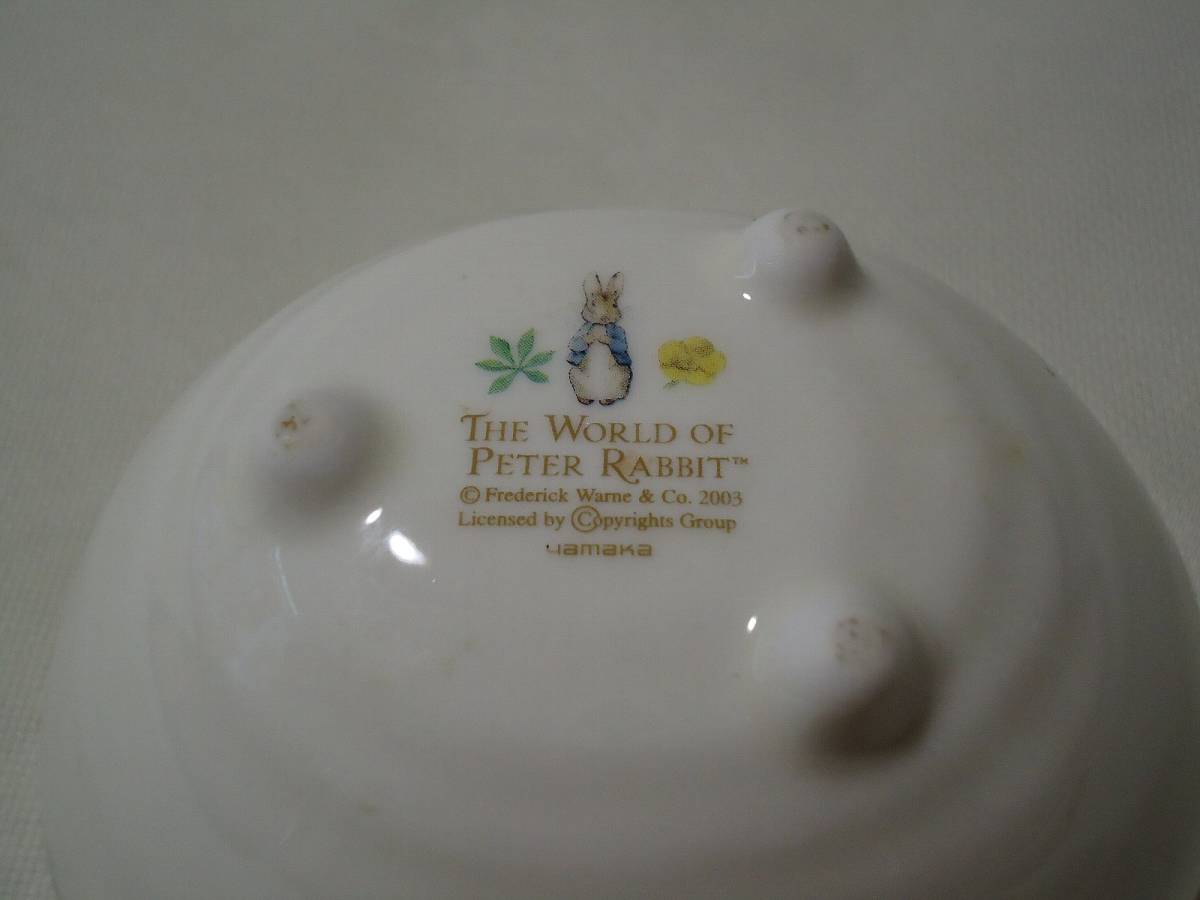 THE WORLD OF
PETER RABBIT™
© Frederick Warne & Co. 2003
Licensed by ©opyrights Group
yamaka